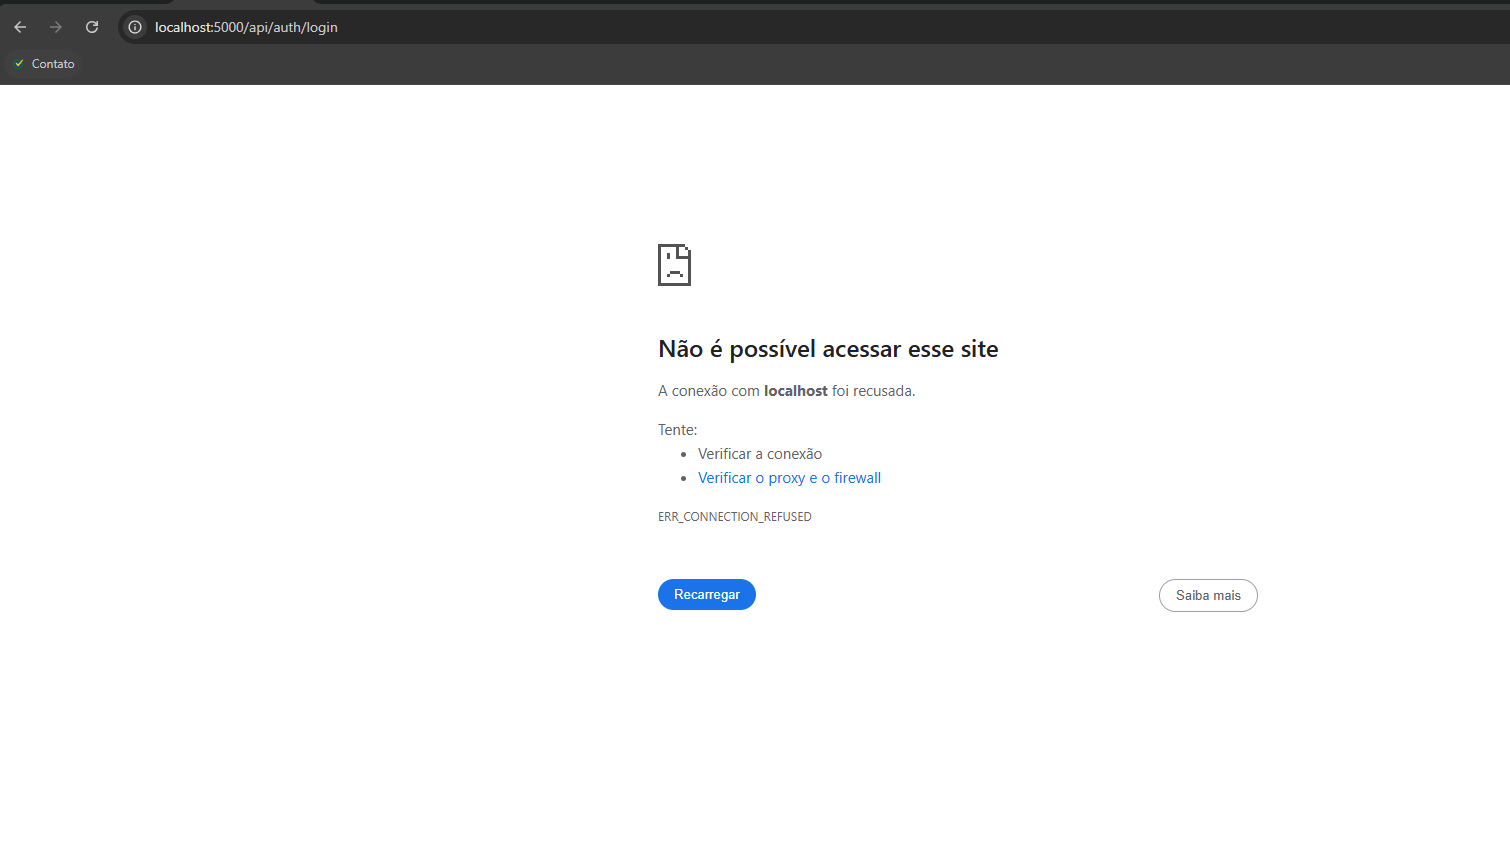 localhost:5000/api/auth/login
Contato
Não é possível acessar esse site
A conexão com localhost foi recusada.
Tente:
Verificar a conexão
Verificar o proxy e o firewall
ERR_CONNECTION_REFUSED
Recarregar
Saiba mais